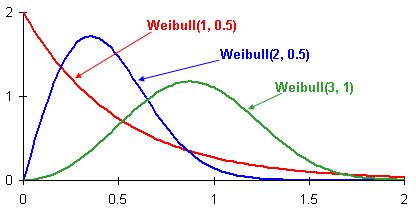 2
Weibull(1, 0.5)
Weibull(2, 0.5)
Weibull(3, 1)
1
0
0 0.5 1 1.5 2